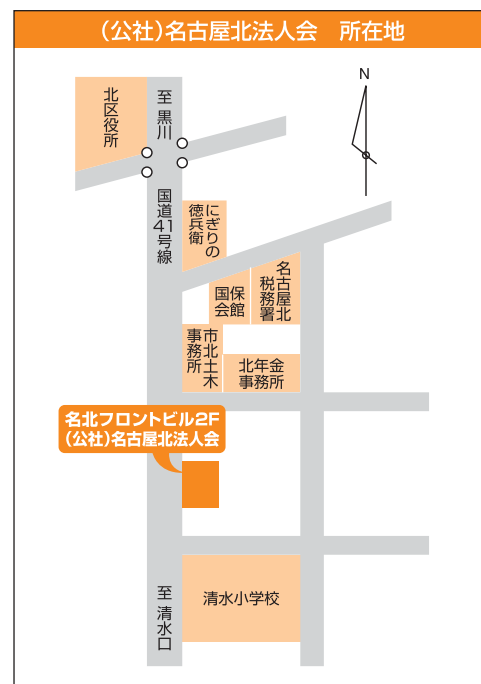 (公社)名古屋北法人会　所在地
N
北区役所
至 黒川
国道41号線
にぎりの
徳兵衛
名古屋北
税務署
国保
会館
市北土木
事務所
北年金
事務所
名北フロントビル2F
(公社)名古屋北法人会
清水小学校
至 清水口